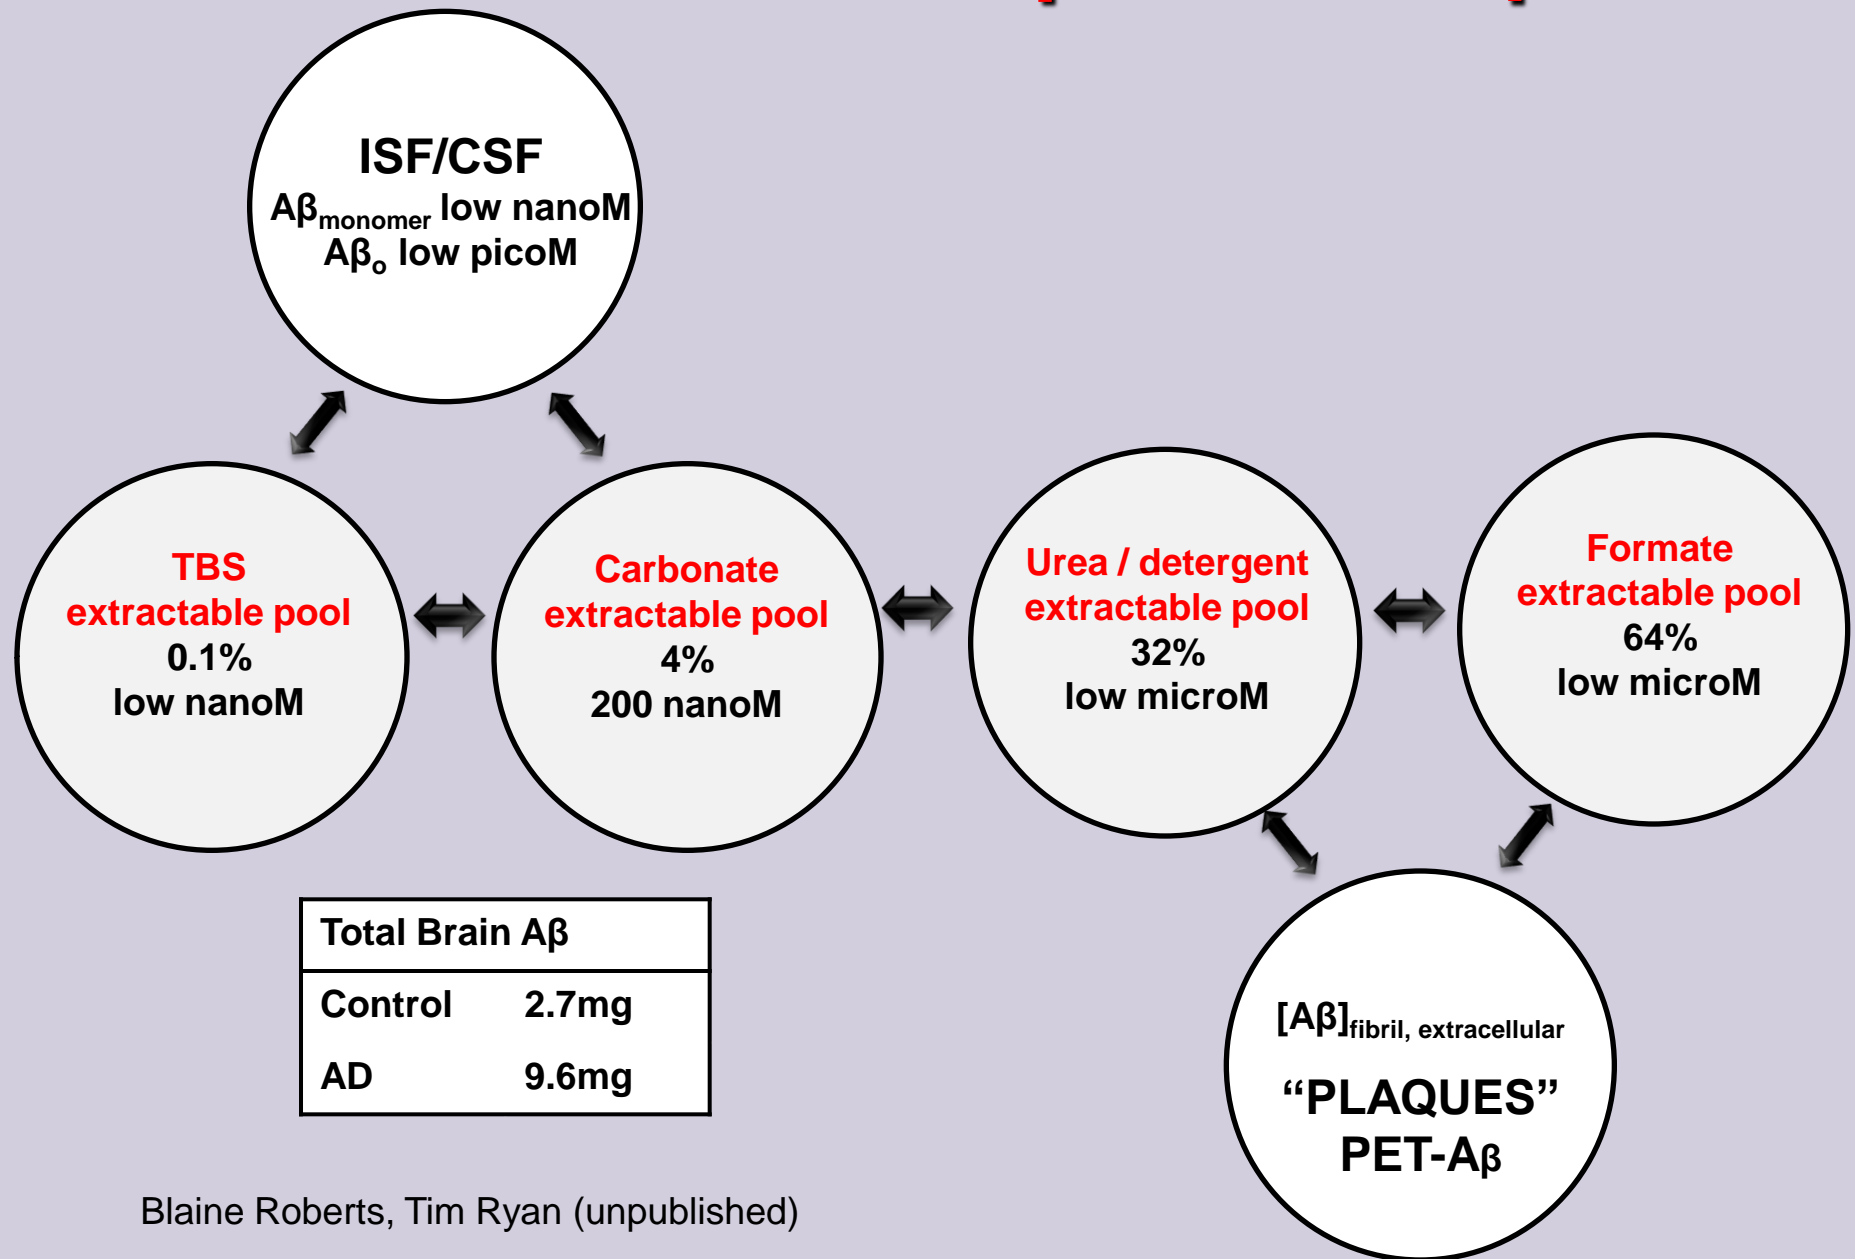 ISF/CSF
Aβmonomer low nanoM
Aβo low picoM
TBS
extractable pool
0.1%
low nanoM
Carbonate
extractable pool
4%
200 nanoM
Urea / detergent
extractable pool
32%
low microM
Formate
extractable pool
64%
low microM
Total Brain Aβ
Control 2.7mg
AD 9.6mg
[Aβ]fibril, extracellular
“PLAQUES”
PET-Aβ
Blaine Roberts, Tim Ryan (unpublished)